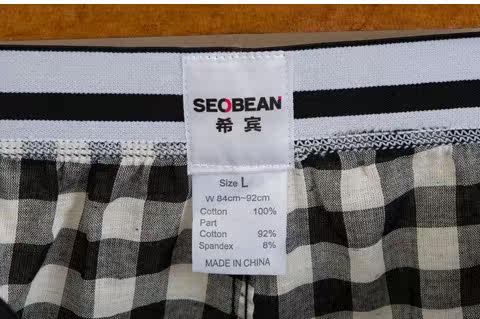 SEOBEAN
希宾
Size L
W 84cm~92cm
Cotton 100%
Part
Cotton 92%
Spandex 8%
MADE IN CHINA